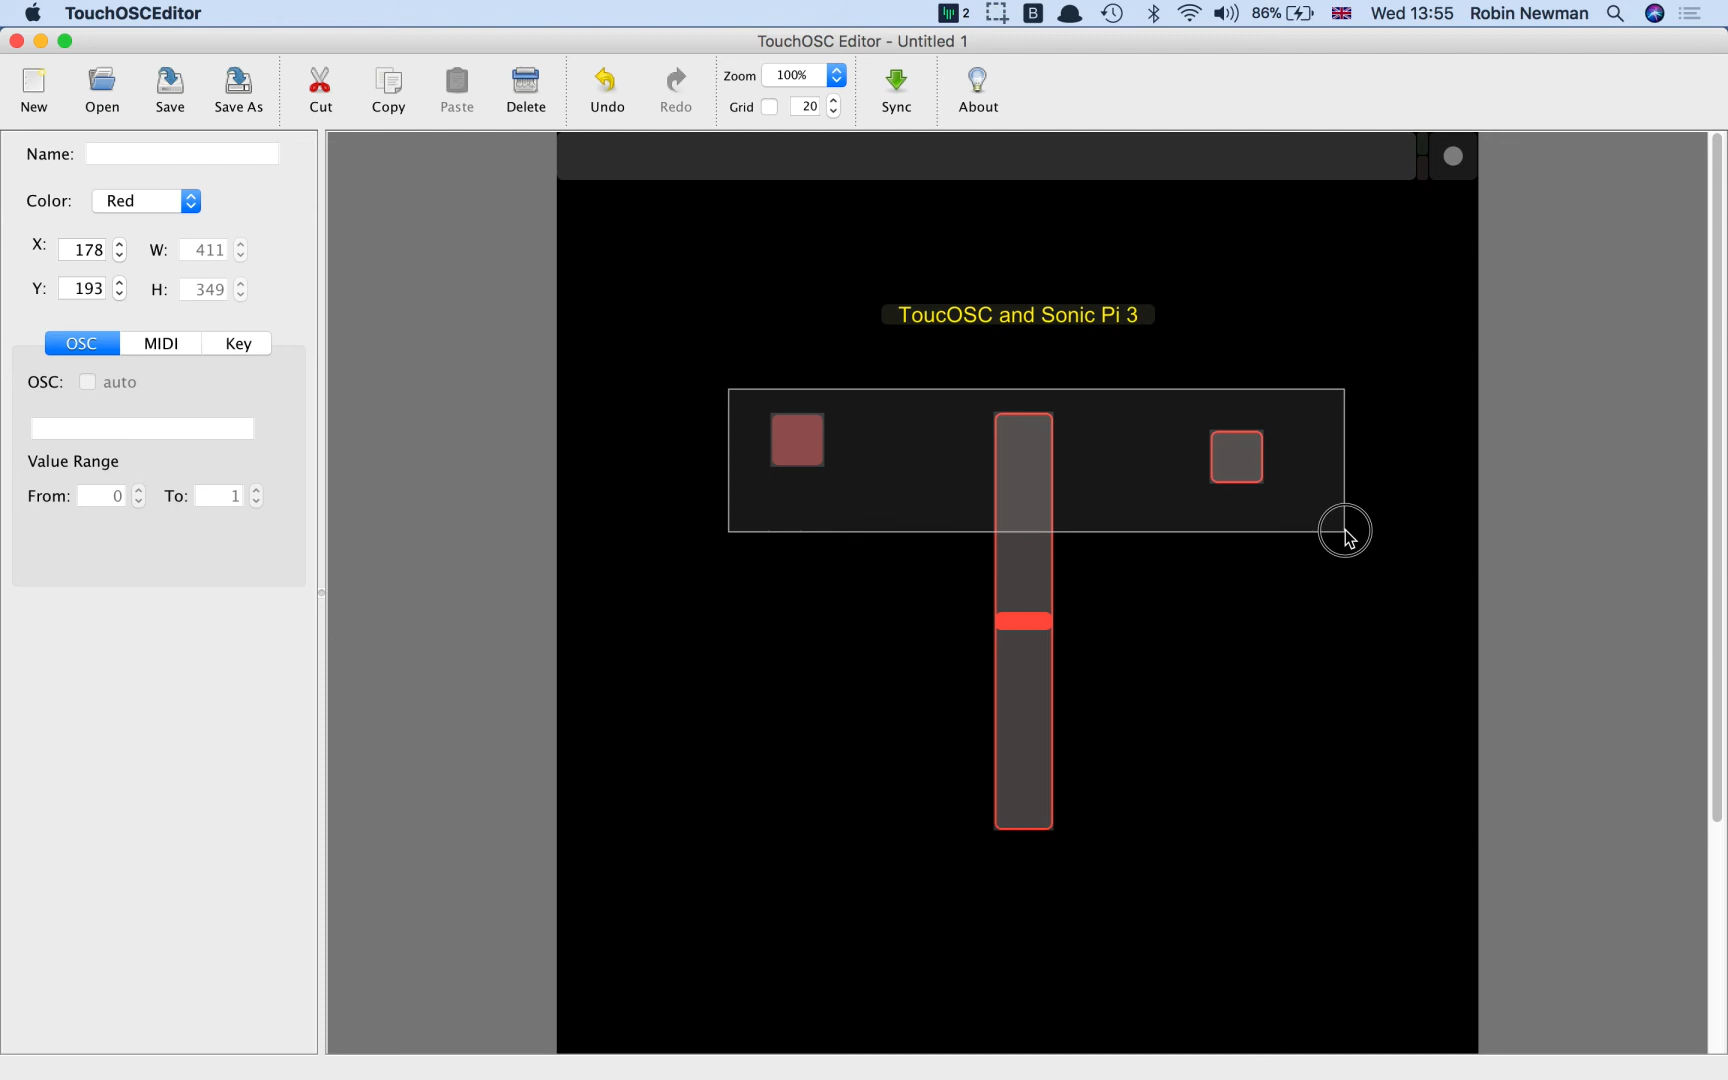 TouchOSCEditor 2 B 86% Wed 13:55 Robin Newman
TouchOSC Editor - Untitled 1
New Open Save Save As Cut Copy Paste Delete Undo Redo Zoom 100% Grid 20 Sync About
Name:
Color: Red
X: 178 W: 411
Y: 193 H: 349
OSC MIDI Key
OSC: auto
Value Range
From: 0 To: 1
ToucOSC and Sonic Pi 3